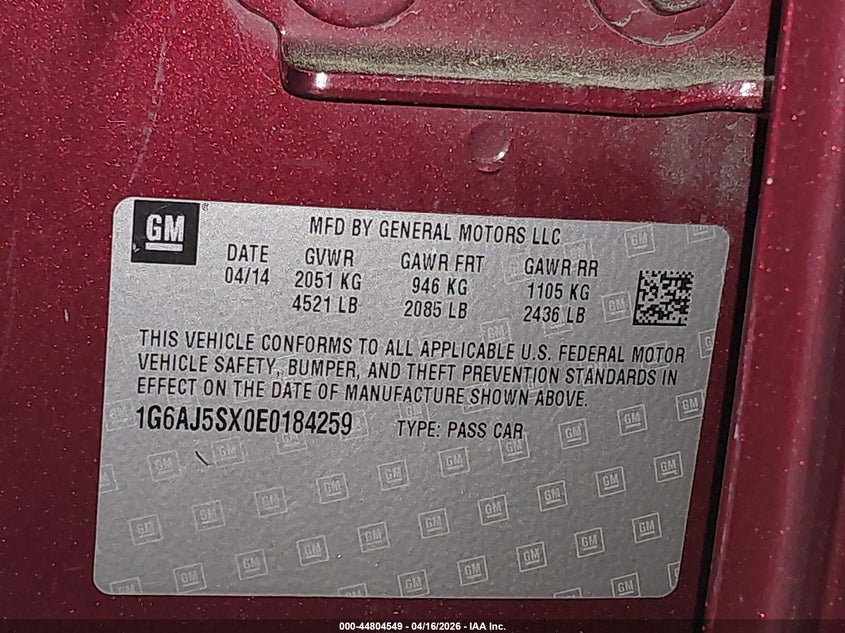 GM
MFD BY GENERAL MOTORS LLC
DATE GVWR GAWR FRT GAWR RR
04/14 2051 KG 946 KG 1105 KG
4521 LB 2085 LB 2436 LB
THIS VEHICLE CONFORMS TO ALL APPLICABLE U.S. FEDERAL MOTOR
VEHICLE SAFETY, BUMPER, AND THEFT PREVENTION STANDARDS IN
EFFECT ON THE DATE OF MANUFACTURE SHOWN ABOVE.
1G6AJ5SX0E0184259 TYPE: PASS CAR
000-44804549 - 04/16/2026 - IAA Inc.